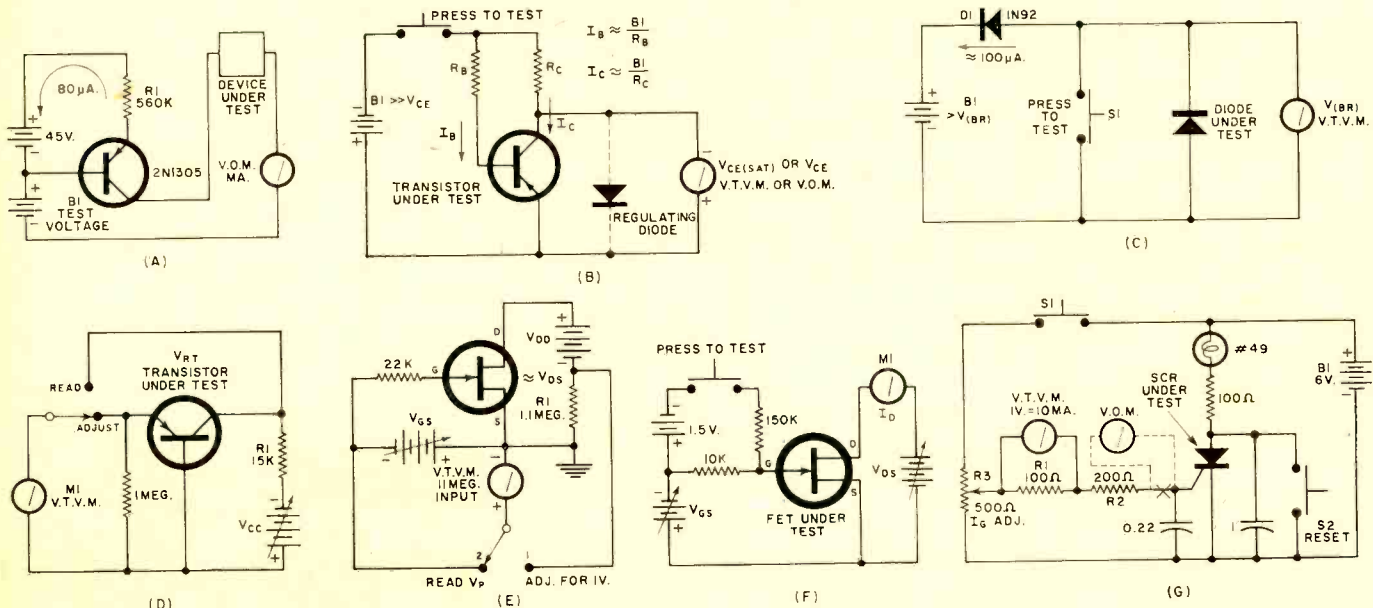 80µA.
R1
560K
DEVICE
UNDER
TEST
+
45V.
−
2N1305
V.O.M.
MA.
+
B1
TEST
VOLTAGE
−
(A)
PRESS TO TEST
I_B ≈ B1/R_B
I_C ≈ B1/R_C
R_B
R_C
−
B1 >> V_CE
+
I_B
I_C
TRANSISTOR
UNDER TEST
REGULATING
DIODE
−
V_CE(SAT) OR V_CE
V.T.V.M. OR V.O.M.
+
(B)
D1
1N92
≈ 100µA.
+
B1
> V_(BR)
−
PRESS
TO
TEST
S1
DIODE
UNDER
TEST
V_(BR)
V.T.V.M.
(C)
V_RT
TRANSISTOR
UNDER TEST
READ
ADJUST
M1
V.T.V.M.
1MEG.
R1
15K
−
V_CC
+
(D)
D
+
V_DD
−
22K
G
≈ V_DS
S
R1
1.1MEG.
V_GS
−
+
−
V.T.V.M.
11MEG.
INPUT
+
2
1
READ V_P
ADJ. FOR 1V.
(E)
PRESS TO TEST
−
1.5V.
+
150K
10K
G
D
S
M1
I_D
+
V_DS
−
−
V_GS
+
FET UNDER
TEST
(F)
S1
#49
+
B1
6V.
−
SCR
UNDER
TEST
100Ω
V.T.V.M.
1V.=10MA.
V.O.M.
R3
500Ω
I_G ADJ.
R1
100Ω
200Ω
R2
0.22
1
S2
RESET
(G)